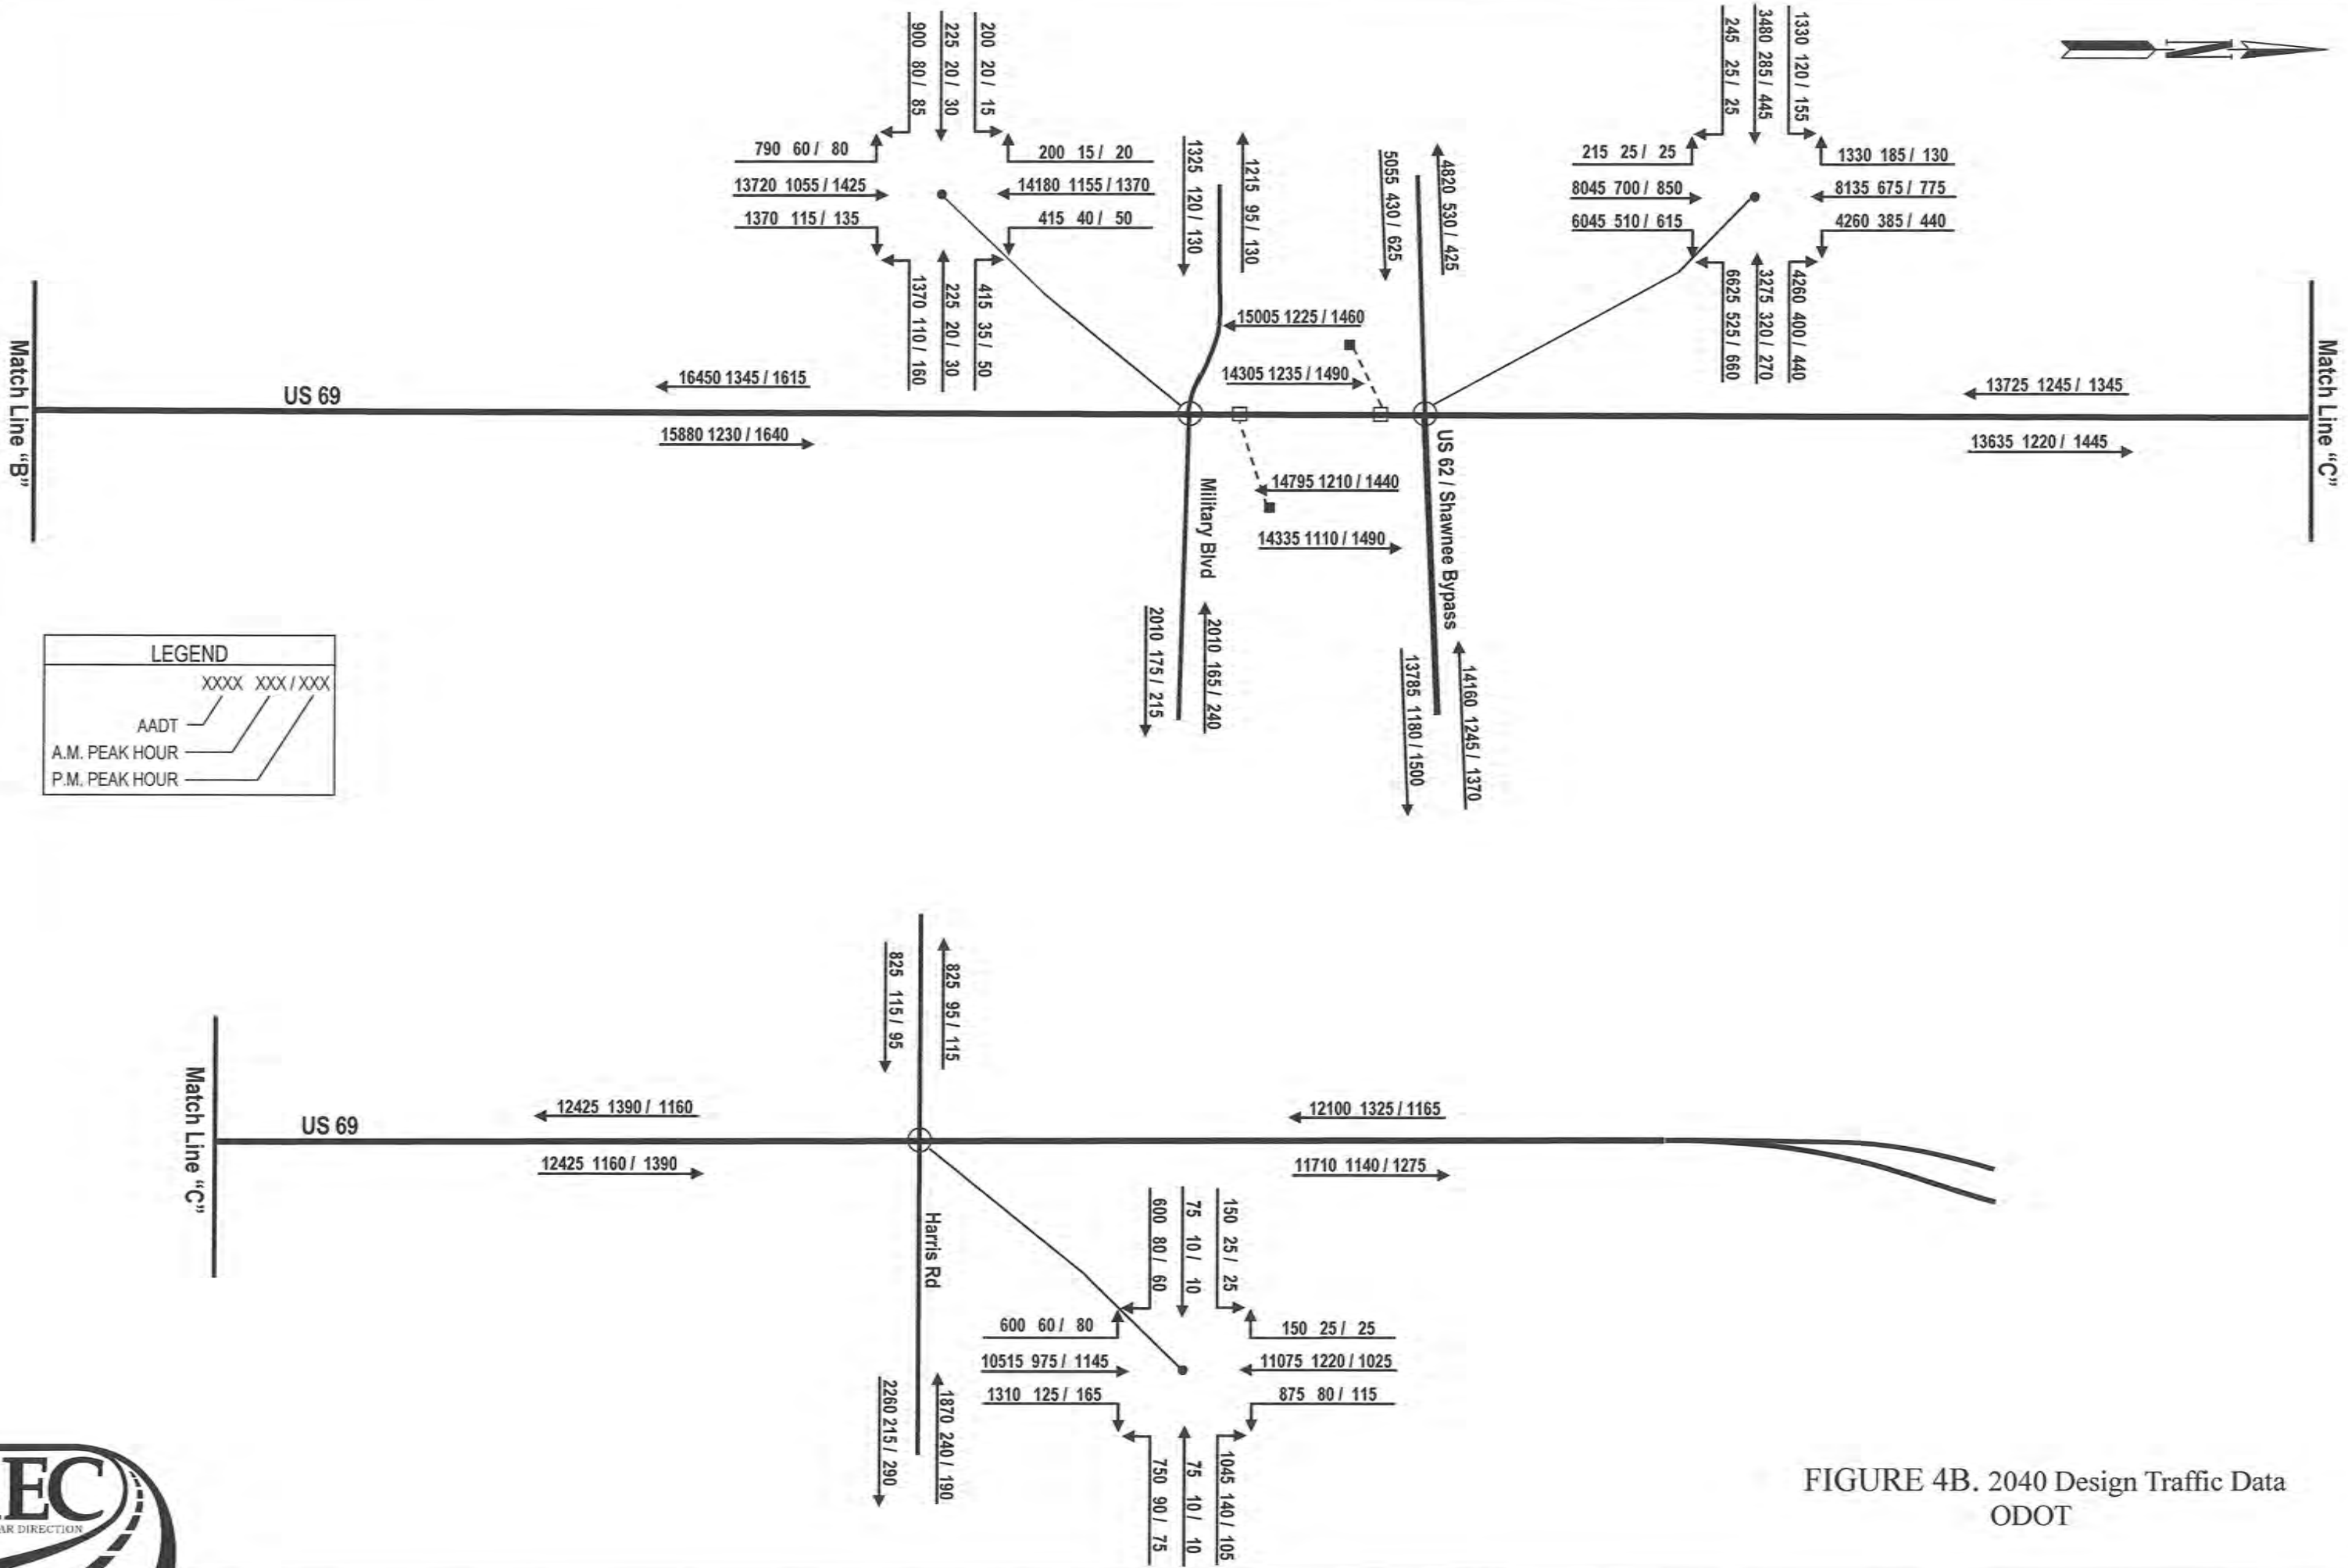 900 80 / 85
225 20 / 30
200 20 / 15
790 60 / 80
13720 1055 / 1425
1370 115 / 135
200 15 / 20
14180 1155 / 1370
415 40 / 50
1370 110 / 160
225 20 / 30
415 35 / 50
1325 120 / 130
1215 95 / 130
5055 430 / 625
4820 530 / 425
245 25 / 25
3480 285 / 445
1330 120 / 155
215 25 / 25
8045 700 / 850
6045 510 / 615
1330 185 / 130
8135 675 / 775
4260 385 / 440
6625 525 / 660
3275 320 / 270
4260 400 / 440
15005 1225 / 1460
14305 1235 / 1490
Match Line "B"
US 69
16450 1345 / 1615
15880 1230 / 1640
14795 1210 / 1440
14335 1110 / 1490
Military Blvd
US 62 / Shawnee Bypass
13725 1245 / 1345
13635 1220 / 1445
Match Line "C"
2010 175 / 215
2010 165 / 240
13785 1180 / 1500
14160 1245 / 1370
LEGEND
XXXX XXX / XXX
AADT
A.M. PEAK HOUR
P.M. PEAK HOUR
825 115 / 95
825 95 / 115
Match Line "C"
US 69
12425 1390 / 1160
12425 1160 / 1390
12100 1325 / 1165
11710 1140 / 1275
Harris Rd
600 80 / 60
75 10 / 10
150 25 / 25
600 60 / 80
10515 975 / 1145
1310 125 / 165
150 25 / 25
11075 1220 / 1025
875 80 / 115
750 90 / 75
75 10 / 10
1045 140 / 105
2260 215 / 290
1870 240 / 190
EC
AR DIRECTION
FIGURE 4B. 2040 Design Traffic Data
ODOT